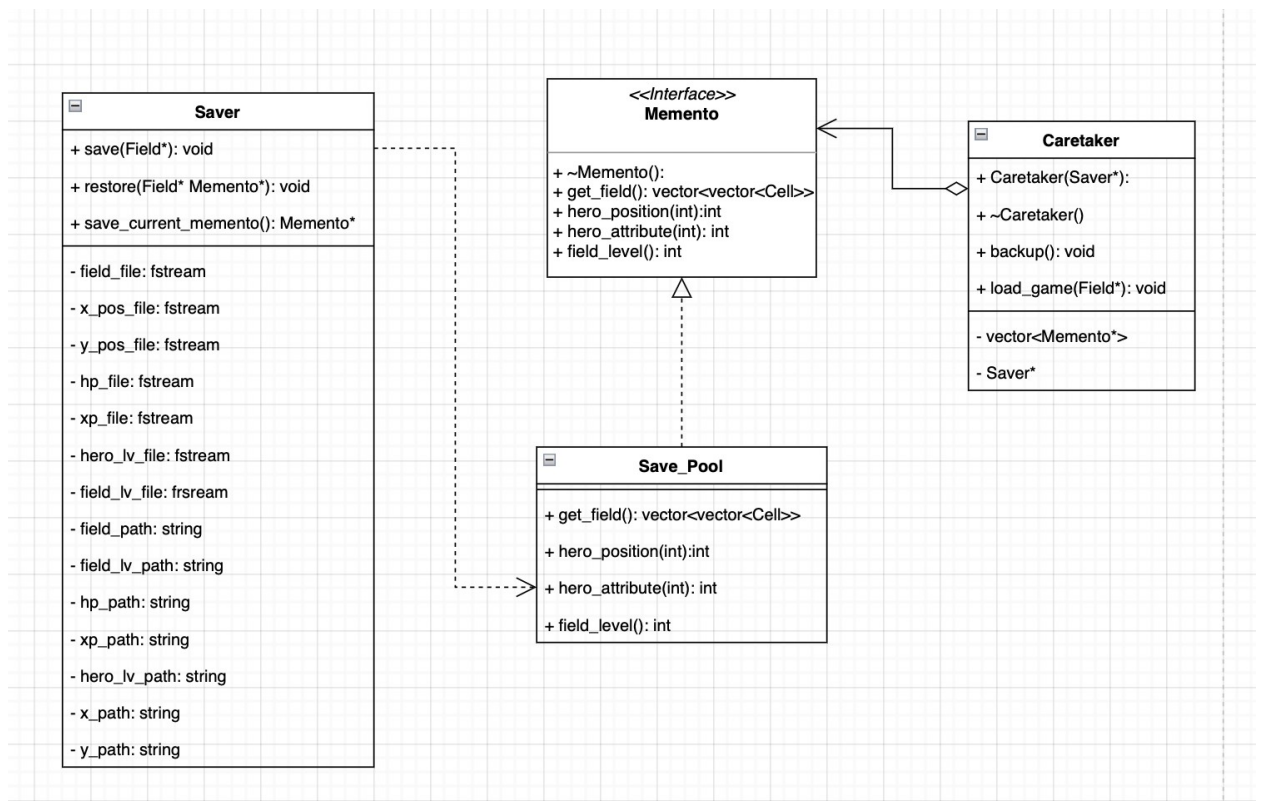 Saver
+ save(Field*): void
+ restore(Field* Memento*): void
+ save_current_memento(): Memento*
- field_file: fstream
- x_pos_file: fstream
- y_pos_file: fstream
- hp_file: fstream
- xp_file: fstream
- hero_lv_file: fstream
- field_lv_file: frsream
- field_path: string
- field_lv_path: string
- hp_path: string
- xp_path: string
- hero_lv_path: string
- x_path: string
- y_path: string
<<Interface>>
Memento
+ ~Memento():
+ get_field(): vector<vector<Cell>>
+ hero_position(int):int
+ hero_attribute(int): int
+ field_level(): int
Caretaker
+ Caretaker(Saver*):
+ ~Caretaker()
+ backup(): void
+ load_game(Field*): void
- vector<Memento*>
- Saver*
Save_Pool
+ get_field(): vector<vector<Cell>>
+ hero_position(int):int
+ hero_attribute(int): int
+ field_level(): int